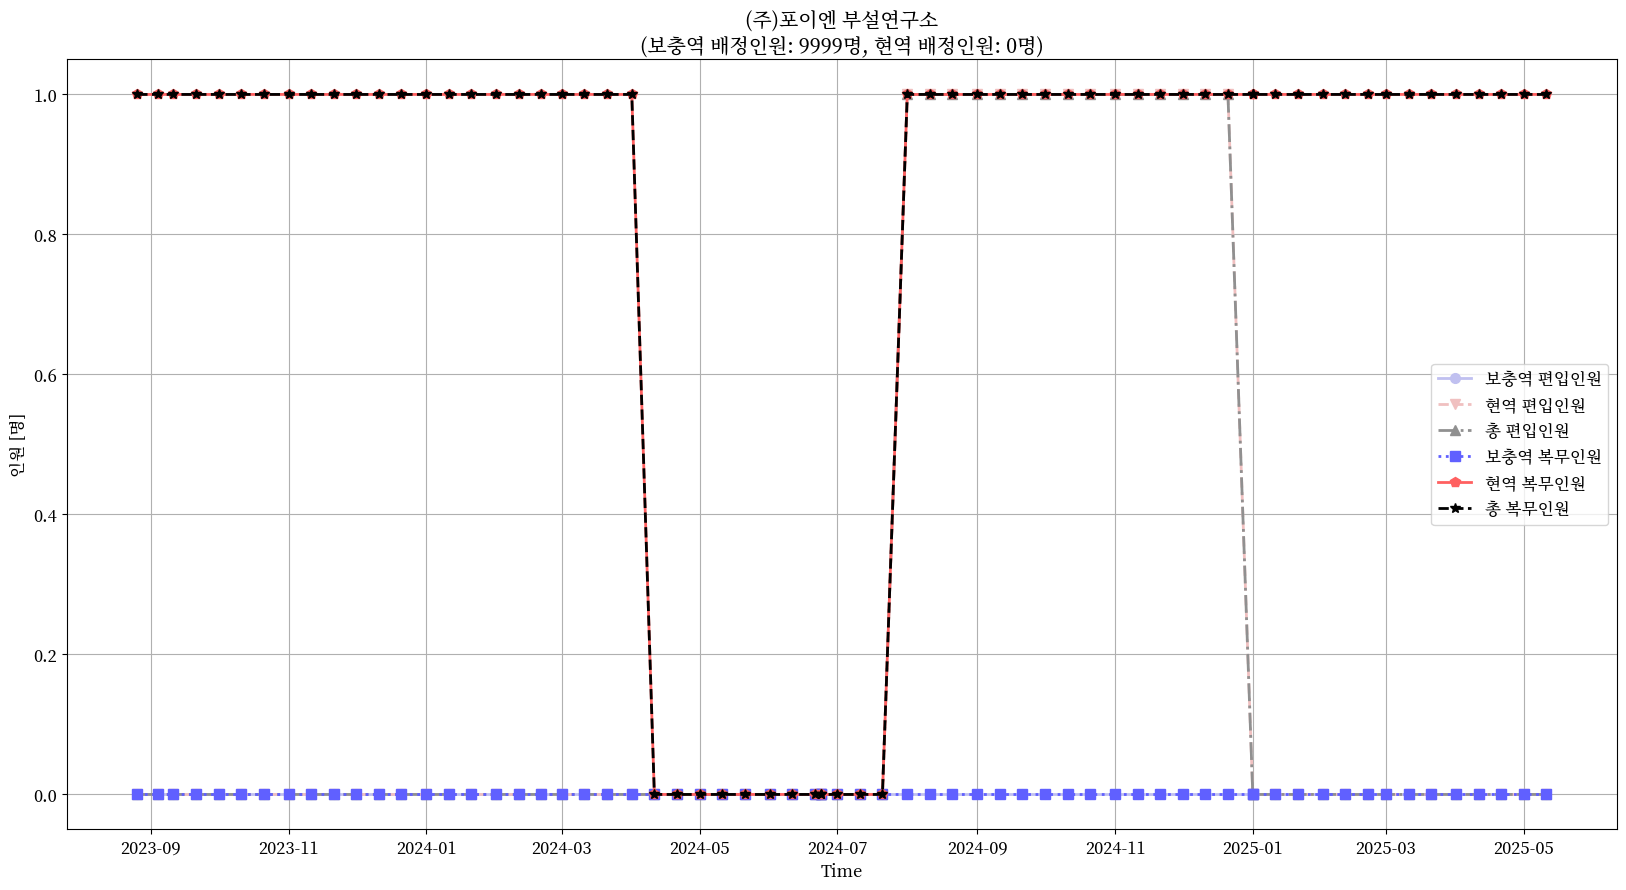 (주)포이엔 부설연구소
(보충역 배정인원: 9999명, 현역 배정인원: 0명)
인원 [명]
1.0
0.8
0.6
0.4
0.2
0.0
보충역 편입인원
현역 편입인원
총 편입인원
보충역 복무인원
현역 복무인원
총 복무인원
2023-09 2023-11 2024-01 2024-03 2024-05 2024-07 2024-09 2024-11 2025-01 2025-03 2025-05
Time